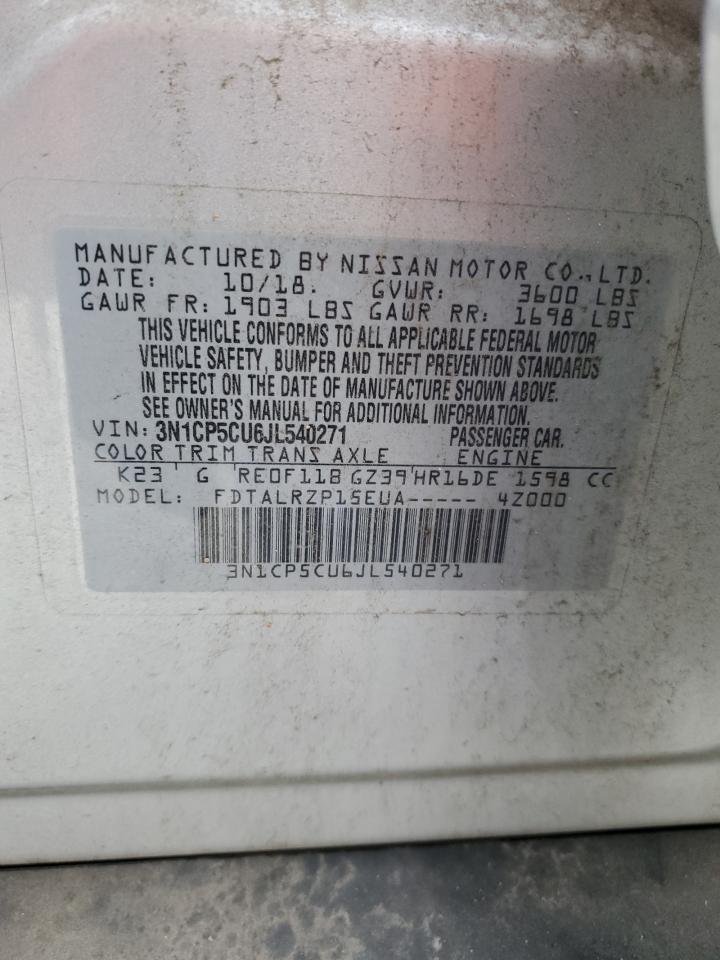 MANUFACTURED BY NISSAN MOTOR CO., LTD.
DATE: 10/18. GVWR: 3600 LBS
GAWR FR: 1903 LBS GAWR RR: 1698 LBS
THIS VEHICLE CONFORMS TO ALL APPLICABLE FEDERAL MOTOR
VEHICLE SAFETY, BUMPER AND THEFT PREVENTION STANDARDS
IN EFFECT ON THE DATE OF MANUFACTURE SHOWN ABOVE.
SEE OWNER'S MANUAL FOR ADDITIONAL INFORMATION.
VIN: 3N1CP5CU6JL540271 PASSENGER CAR.
COLOR TRIM TRANS AXLE ENGINE
K23 G RE0F11B GZ39 HR16DE 1598 CC
MODEL: FDTALRZP15EUA----- 4Z000
3N1CP5CU6JL540271